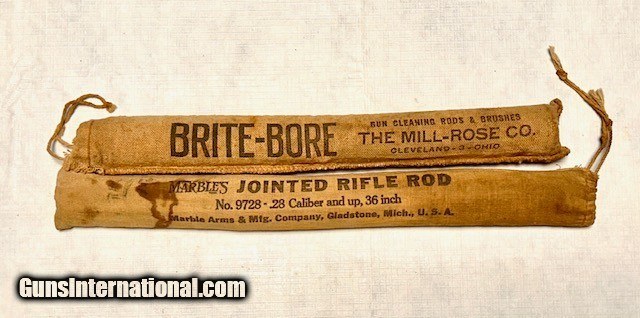 BRITE-BORE
GUN CLEANING RODS & BRUSHES
THE MILL-ROSE CO.
CLEVELAND-3-OHIO
MARBLE'S JOINTED RIFLE ROD
No. 9728 - .28 Caliber and up, 36 inch
Marble Arms & Mfg. Company, Gladstone, Mich., U. S. A.
GunsInternational.com